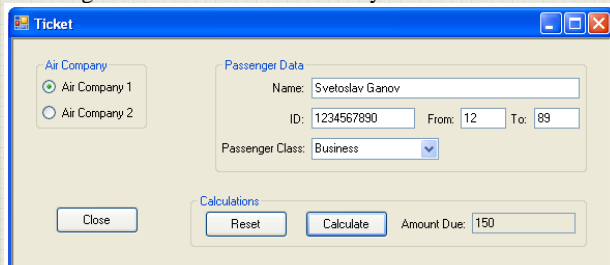 Ticket
Air Company
Air Company 1
Air Company 2
Passenger Data
Name: Svetoslav Ganov
ID: 1234567890 From: 12 To: 89
Passenger Class: Business
Close
Calculations
Reset Calculate Amount Due: 150